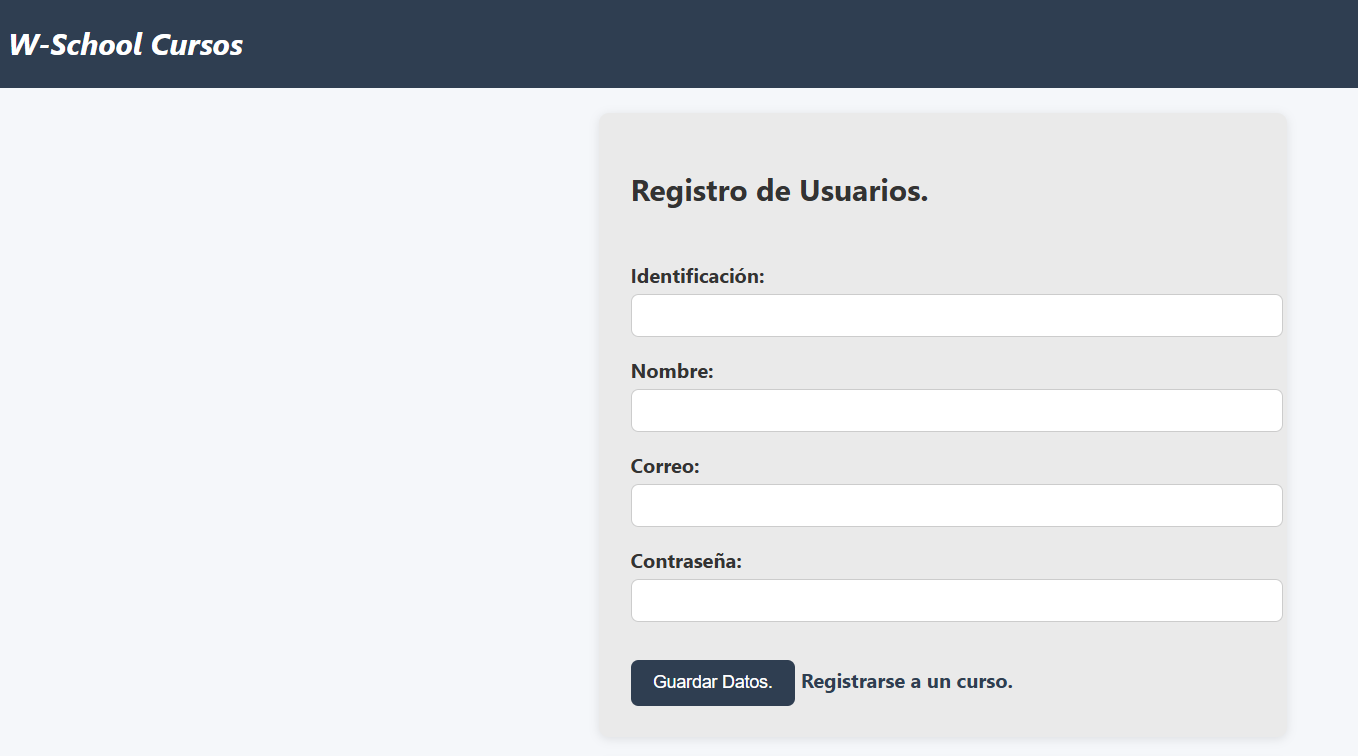 W-School Cursos
Registro de Usuarios.
Identificación:
Nombre:
Correo:
Contraseña:
Guardar Datos. Registrarse a un curso.